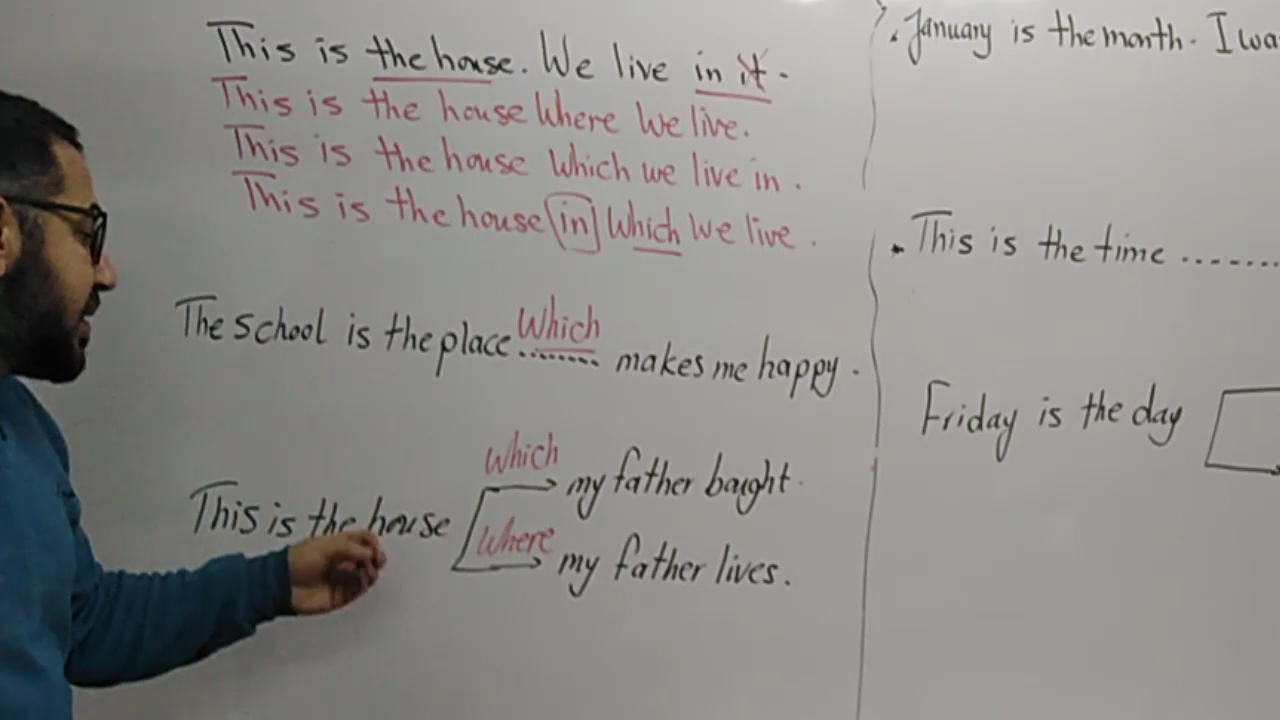 This is the house. We live in it.
This is the house Where We live.
This is the house Which we live in.
This is the house in Which We live.
The school is the place Which ........ makes me happy.
Which
This is the house my father baught.
Where
my father lives.
. January is the month. I wa
. This is the time .......
Friday is the day